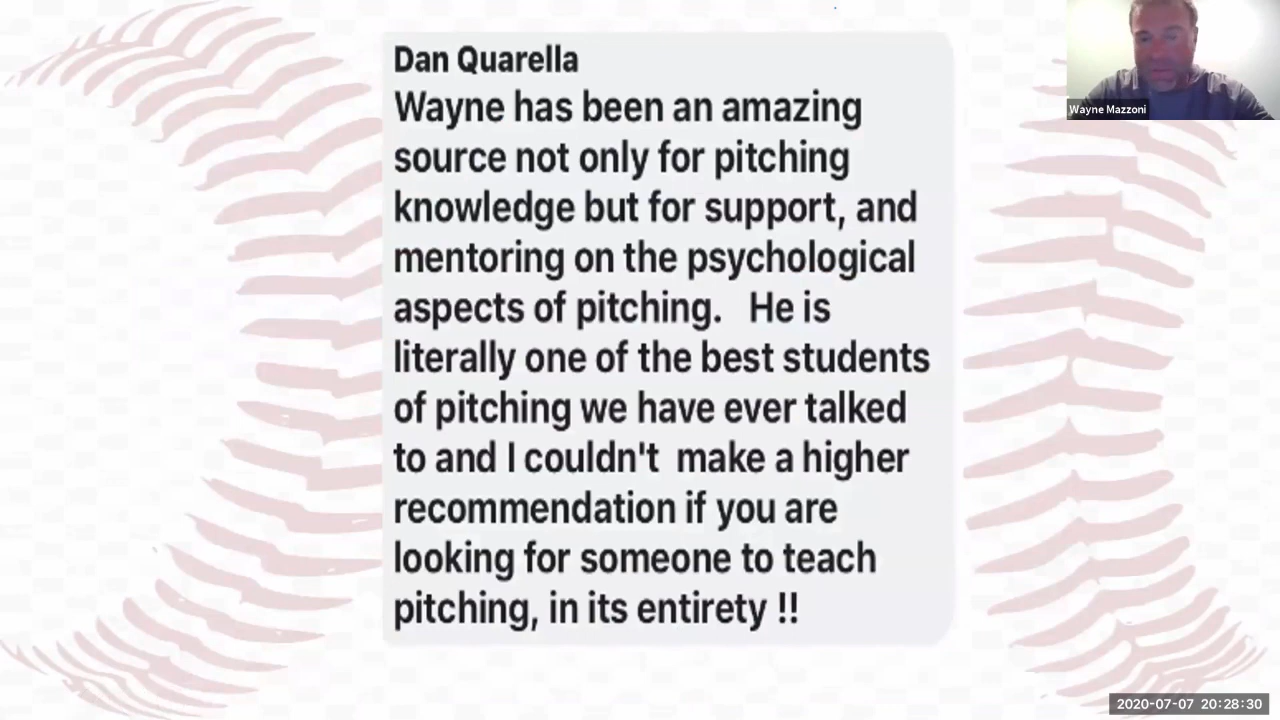 Dan Quarella
Wayne has been an amazing
source not only for pitching
knowledge but for support, and
mentoring on the psychological
aspects of pitching.   He is
literally one of the best students
of pitching we have ever talked
to and I couldn't  make a higher
recommendation if you are
looking for someone to teach
pitching, in its entirety !!
Wayne Mazzoni
2020-07-07 20:28:30